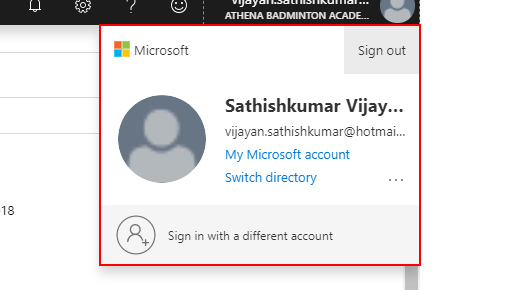 vijayan.sathishkumar...
ATHENA BADMINTON ACADE...
Microsoft
Sign out
Sathishkumar Vijay...
vijayan.sathishkumar@hotmai...
My Microsoft account
Switch directory
...
Sign in with a different account
18